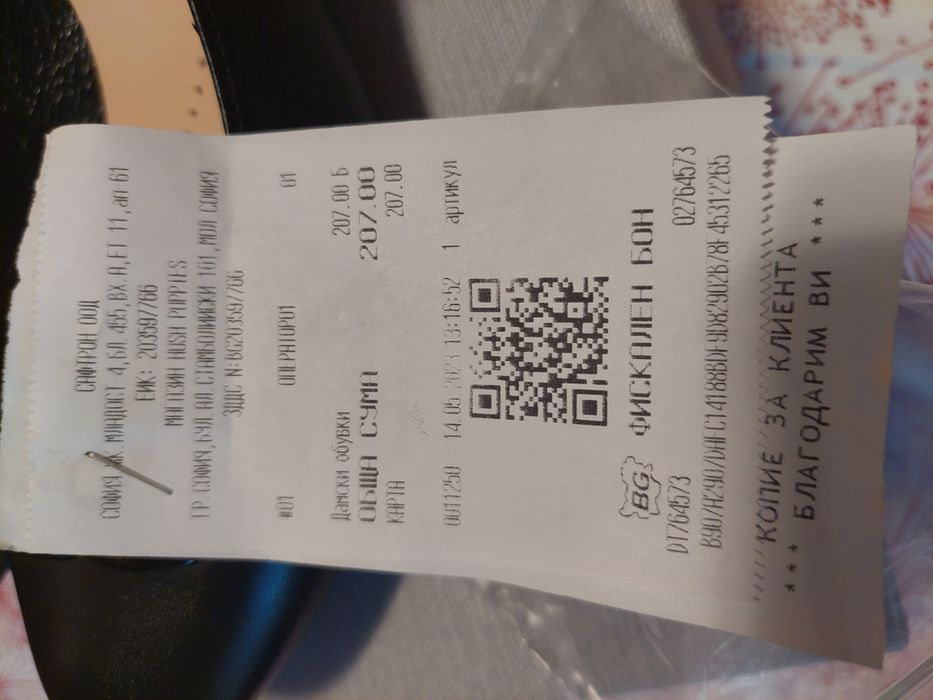 САФРОН ООД
СОФИЯ ЖК.МЛАДОСТ 4,БЛ.455,ВХ.А,ЕТ-11,ап 61
ЕИК: 203597766
МАГАЗИН HUSH PUPPIES
ГР.СОФИЯ,БУЛ.АЛ.СТАМБОЛИЙСКИ 101,МОЛ СОФИЯ
ЗДДС N:BG203597766
#01 ОПЕРАТОР01 01
Дамски обувки 207.00 Б
ОБЩА СУМА 207.00
КАРТА 207.00
0011250 14.05.2023 13:16:52 1 артикул
BG ФИСКАЛЕН БОН
DT764573 02764573
КОПИЕ ЗА КЛИЕНТА
*** БЛАГОДАРИМ ВИ ***